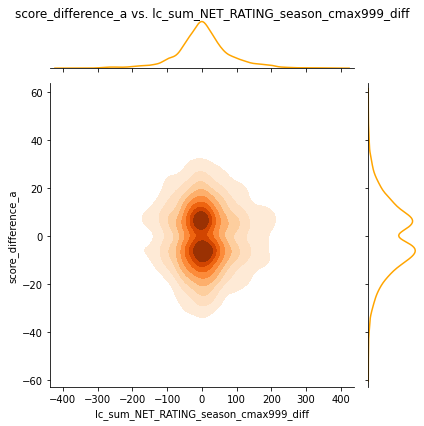 score_difference_a vs. lc_sum_NET_RATING_season_cmax999_diff
60
40
20
0
−20
−40
−60
score_difference_a
−400 −300 −200 −100 0 100 200 300 400
lc_sum_NET_RATING_season_cmax999_diff